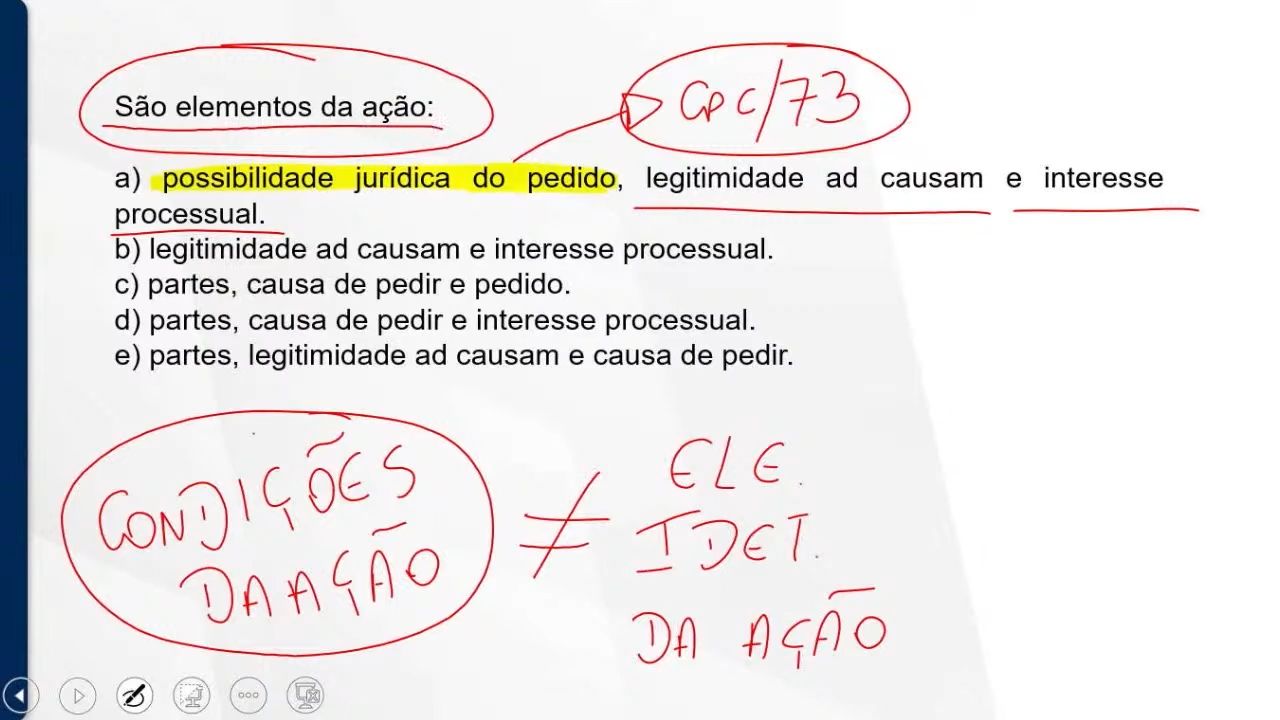 São elementos da ação:
CPC/73
a) possibilidade jurídica do pedido, legitimidade ad causam e interesse
processual.
b) legitimidade ad causam e interesse processual.
c) partes, causa de pedir e pedido.
d) partes, causa de pedir e interesse processual.
e) partes, legitimidade ad causam e causa de pedir.
CONDIÇÕES
DA AÇÃO
≠
ELE.
IDET.
DA AÇÃO